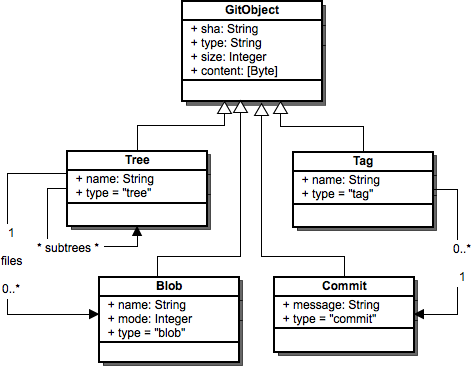 GitObject
+ sha: String
+ type: String
+ size: Integer
+ content: [Byte]
Tree
+ name: String
+ type = "tree"
Tag
+ name: String
+ type = "tag"
1
* subtrees *
files
0..*
0..*
1
Blob
+ name: String
+ mode: Integer
+ type = "blob"
Commit
+ message: String
+ type = "commit"